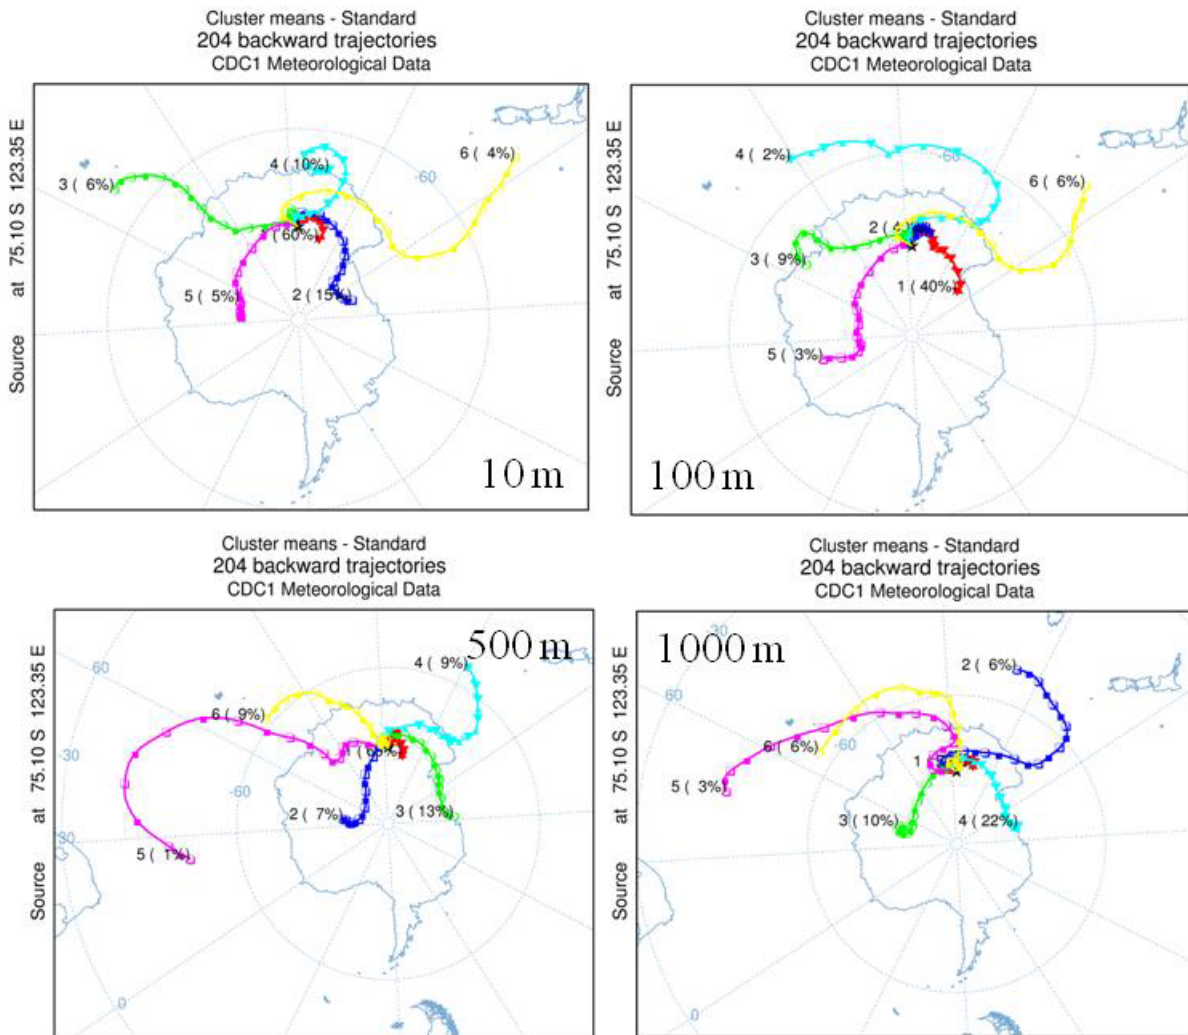 Cluster means - Standard
204 backward trajectories
CDC1 Meteorological Data
Source at 75.10 S 123.35 E
4 ( 10%)
6 ( 4%)
3 ( 6%)
-60
60%)
5 ( 5%)
2 ( 15%)
10 m
Cluster means - Standard
204 backward trajectories
CDC1 Meteorological Data
Source at 75.10 S 123.35 E
4 ( 2%)
-60
6 ( 6%)
2 ( 4
3 ( 9%)
1 ( 40%)
5 ( 3%)
100 m
Cluster means - Standard
204 backward trajectories
CDC1 Meteorological Data
Source at 75.10 S 123.35 E
500 m
60
4 ( 9%)
6 ( 9%)
-30
-60
2 ( 7%)
3 ( 13%)
30
5 ( 1%)
0
Cluster means - Standard
204 backward trajectories
CDC1 Meteorological Data
Source at 75.10 S 123.35 E
30
1000 m
2 ( 6%)
60
-60
6 ( 6%)
1
5 ( 3%)
3 ( 10%)
4 ( 22%)
-30
0